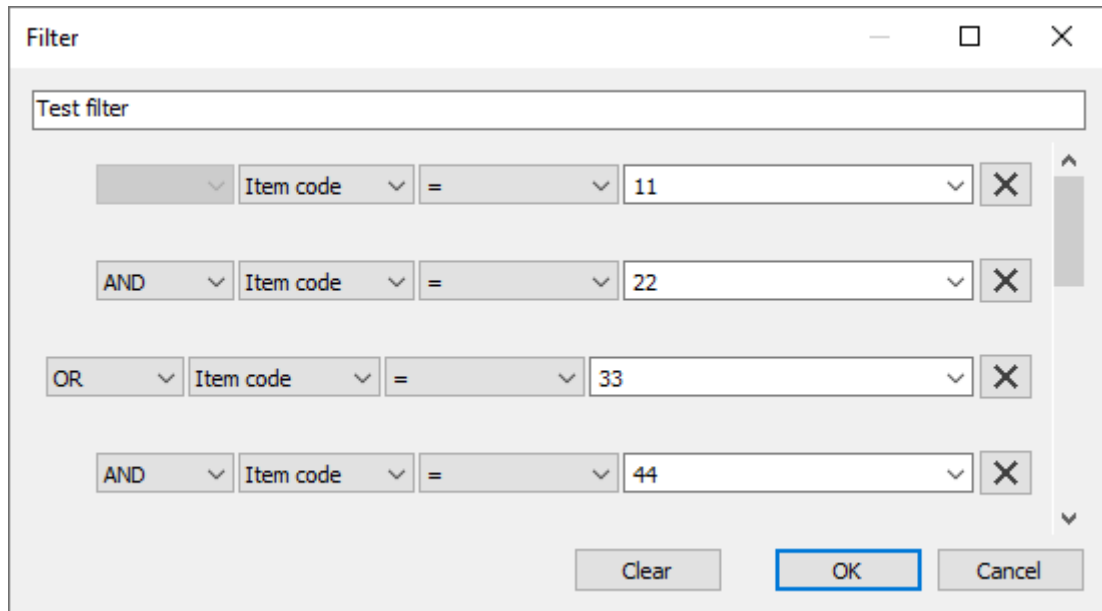 Filter
Test filter
Item code = 11
AND Item code = 22
OR Item code = 33
AND Item code = 44
Clear OK Cancel